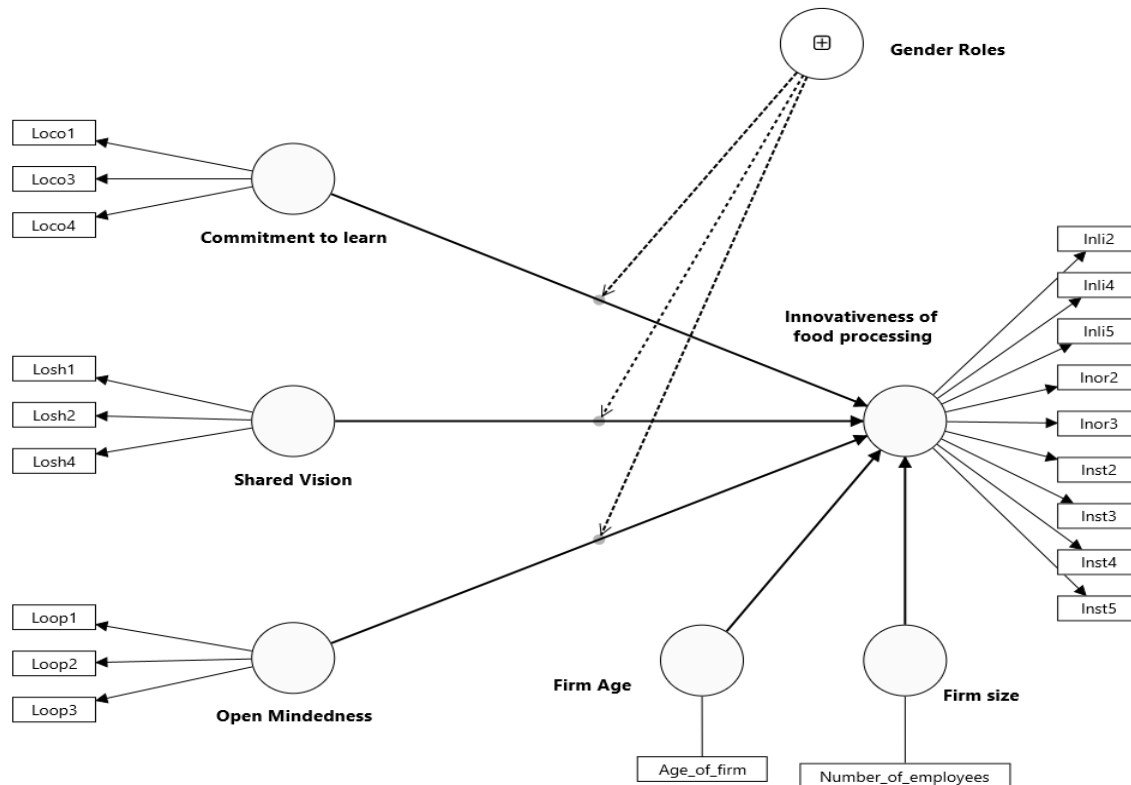 Gender Roles
Loco1
Loco3
Loco4
Commitment to learn
Inli2
Inli4
Inli5
Inor2
Inor3
Inst2
Inst3
Inst4
Inst5
Innovativeness of
food processing
Losh1
Losh2
Losh4
Shared Vision
Loop1
Loop2
Loop3
Open Mindedness
Firm Age
Firm size
Age_of_firm
Number_of_employees